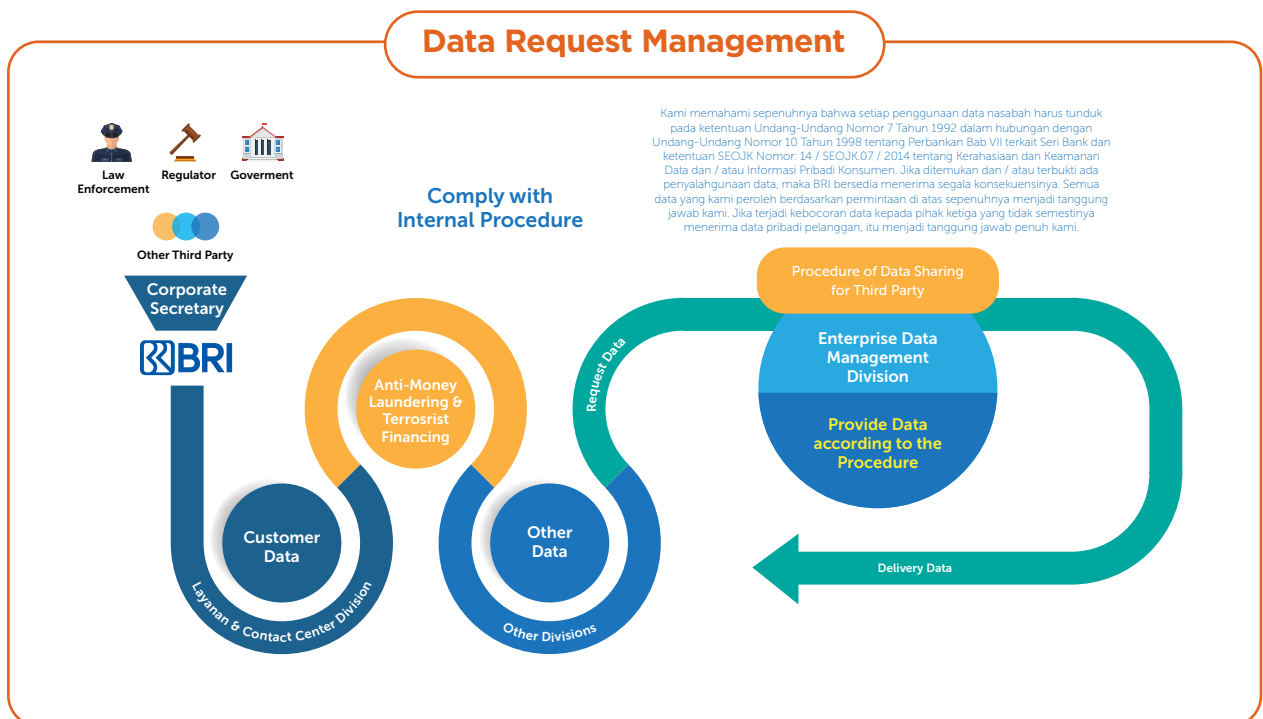 Data Request Management
Law
Enforcement
Regulator
Goverment
Other Third Party
Corporate
Secretary
BRI
Comply with
Internal Procedure
Kami memahami sepenuhnya bahwa setiap penggunaan data nasabah harus tunduk
pada ketentuan Undang-Undang Nomor 7 Tahun 1992 dalam hubungan dengan
Undang-Undang Nomor 10 Tahun 1998 tentang Perbankan Bab VII terkait Seri Bank dan
ketentuan SEOJK Nomor: 14 / SEOJK.07 / 2014 tentang Kerahasiaan dan Keamanan
Data dan / atau Informasi Pribadi Konsumen. Jika ditemukan dan / atau terbukti ada
penyalahgunaan data, maka BRI bersedia menerima segala konsekuensinya. Semua
data yang kami peroleh berdasarkan permintaan di atas sepenuhnya menjadi tanggung
jawab kami. Jika terjadi kebocoran data kepada pihak ketiga yang tidak semestinya
menerima data pribadi pelanggan, itu menjadi tanggung jawab penuh kami.
Customer
Data
Layanan & Contact Center Division
Anti-Money
Laundering &
Terrosrist
Financing
Other
Data
Other Divisions
Request Data
Procedure of Data Sharing
for Third Party
Enterprise Data
Management
Division
Provide Data
according to the
Procedure
Delivery Data